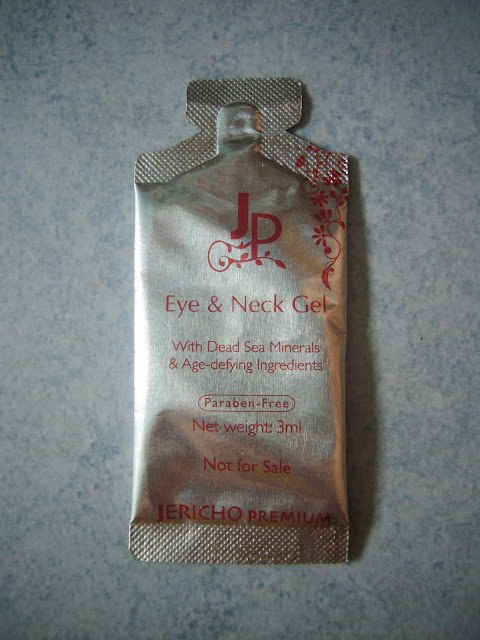 JP
Eye & Neck Gel
With Dead Sea Minerals
& Age-defying Ingredients
Paraben-Free
Net weight: 3ml
Not for Sale
JERICHO PREMIUM